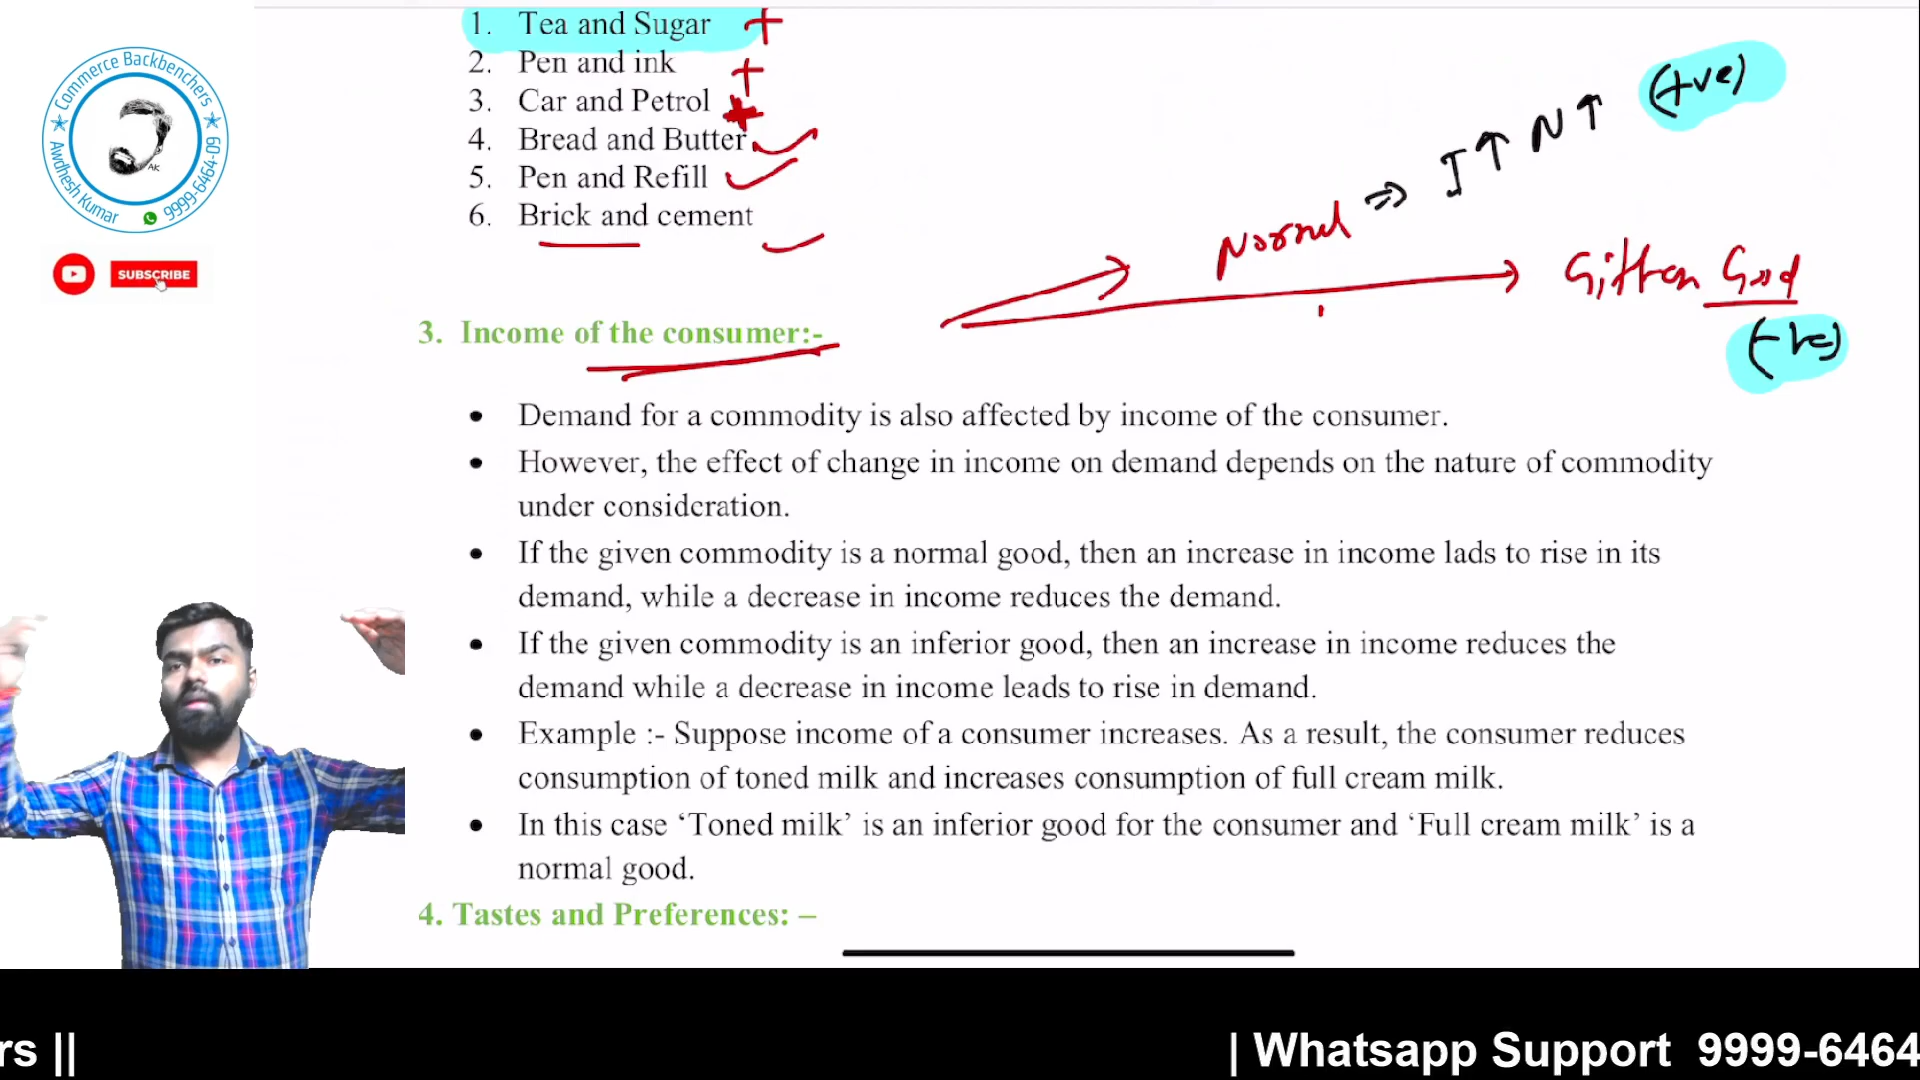 1. Tea and Sugar +
2. Pen and ink +
3. Car and Petrol +
4. Bread and Butter
5. Pen and Refill
6. Brick and cement
Commerce Backbenchers
Awdhesh Kumar
9999-6464-09
AK
SUBSCRIBE
Normal ⇒ I↑ N↑ (+ve)
Giffen Good
(-ve)
3. Income of the consumer:-
• Demand for a commodity is also affected by income of the consumer.
• However, the effect of change in income on demand depends on the nature of commodity
under consideration.
• If the given commodity is a normal good, then an increase in income lads to rise in its
demand, while a decrease in income reduces the demand.
• If the given commodity is an inferior good, then an increase in income reduces the
demand while a decrease in income leads to rise in demand.
• Example :- Suppose income of a consumer increases. As a result, the consumer reduces
consumption of toned milk and increases consumption of full cream milk.
• In this case ‘Toned milk’ is an inferior good for the consumer and ‘Full cream milk’ is a
normal good.
4. Tastes and Preferences: –
rs || | Whatsapp Support 9999-6464